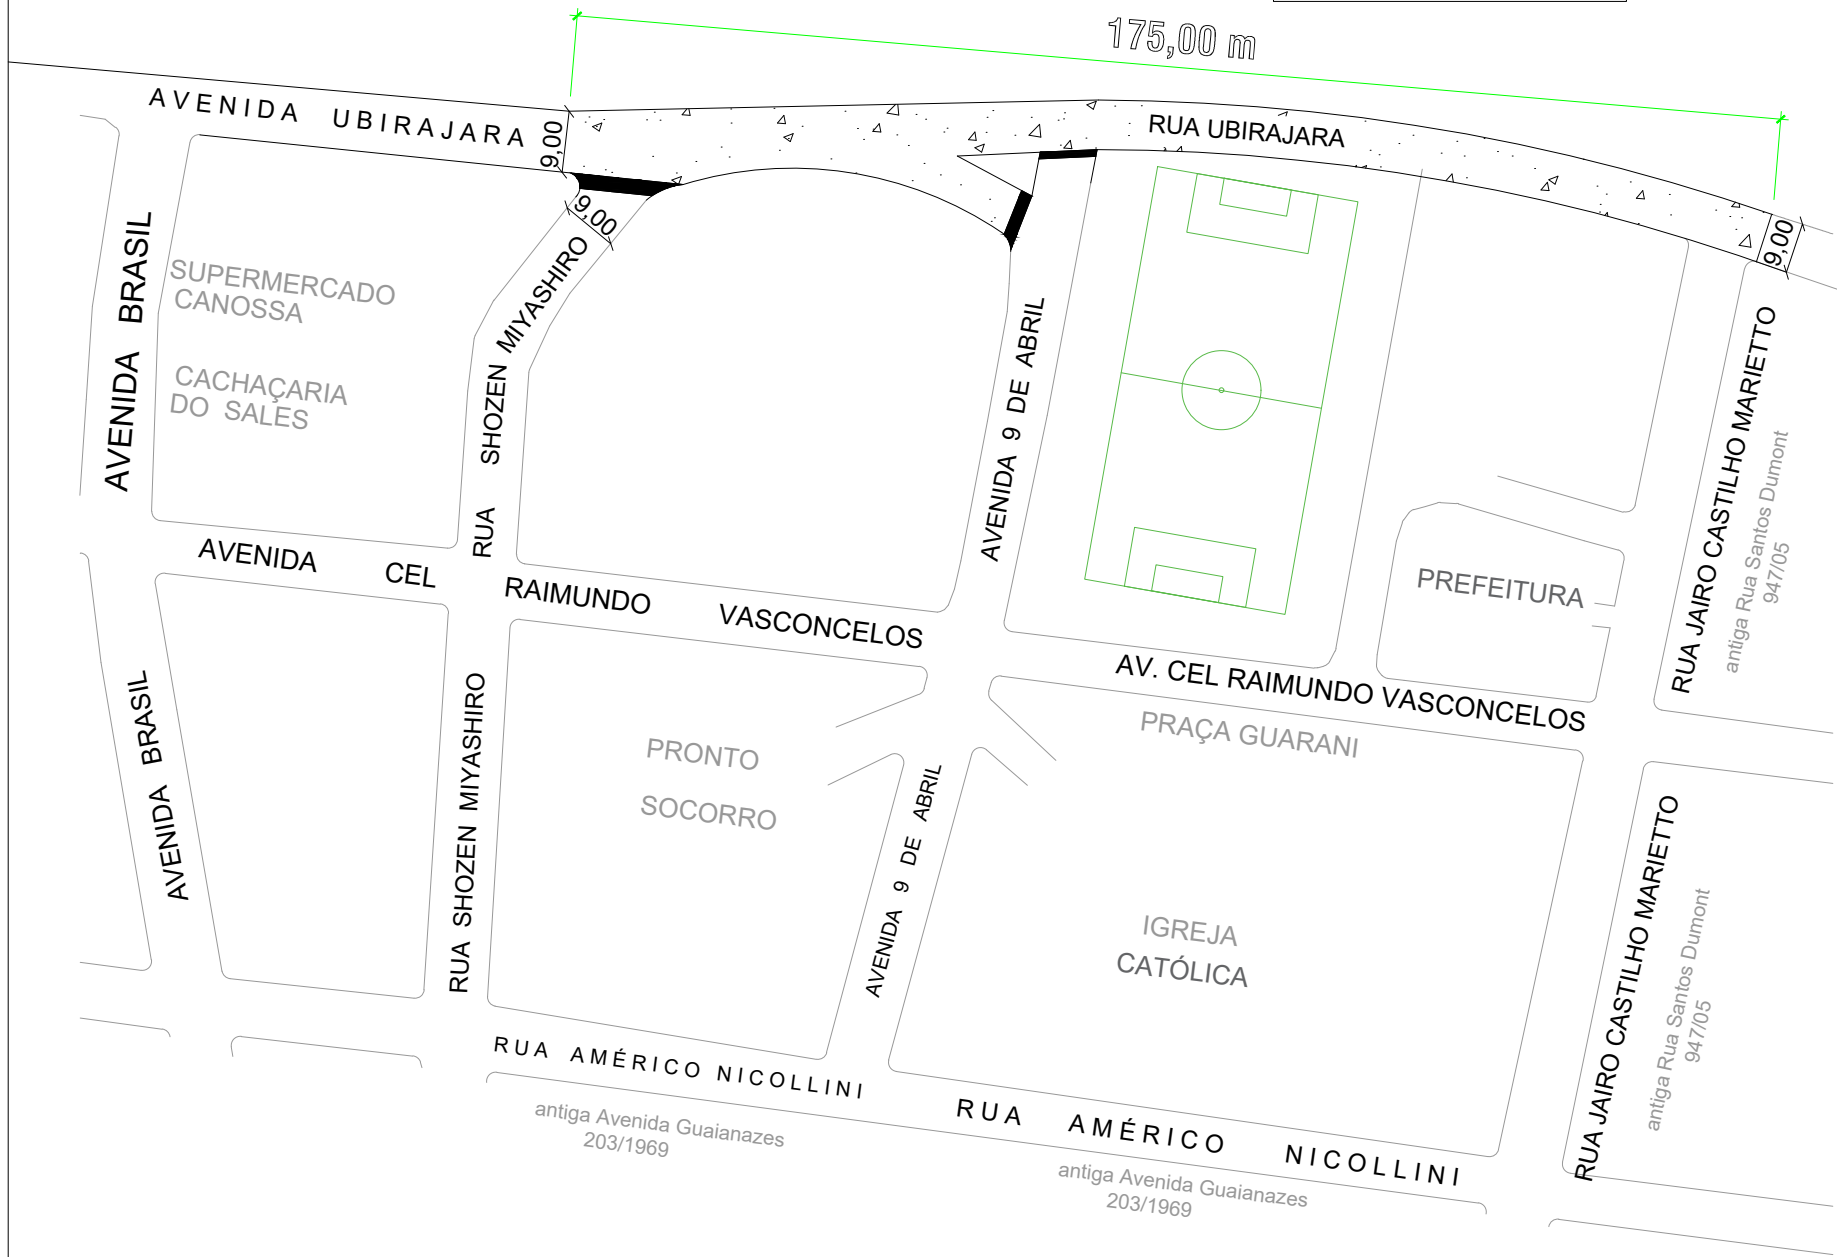 175,00 m
AVENIDA UBIRAJARA
9,00
RUA UBIRAJARA
9,00
9,00
AVENIDA BRASIL
SUPERMERCADO
CANOSSA
CACHAÇARIA
DO SALES
RUA SHOZEN MIYASHIRO
AVENIDA 9 DE ABRIL
RUA JAIRO CASTILHO MARIETTO
antiga Rua Santos Dumont
947/05
PREFEITURA
AVENIDA CEL RAIMUNDO VASCONCELOS
AV. CEL RAIMUNDO VASCONCELOS
PRAÇA GUARANI
AVENIDA BRASIL
RUA SHOZEN MIYASHIRO
PRONTO
SOCORRO
AVENIDA 9 DE ABRIL
IGREJA
CATÓLICA
RUA JAIRO CASTILHO MARIETTO
antiga Rua Santos Dumont
947/05
RUA AMÉRICO NICOLLINI
antiga Avenida Guaianazes
203/1969
RUA AMÉRICO NICOLLINI
antiga Avenida Guaianazes
203/1969